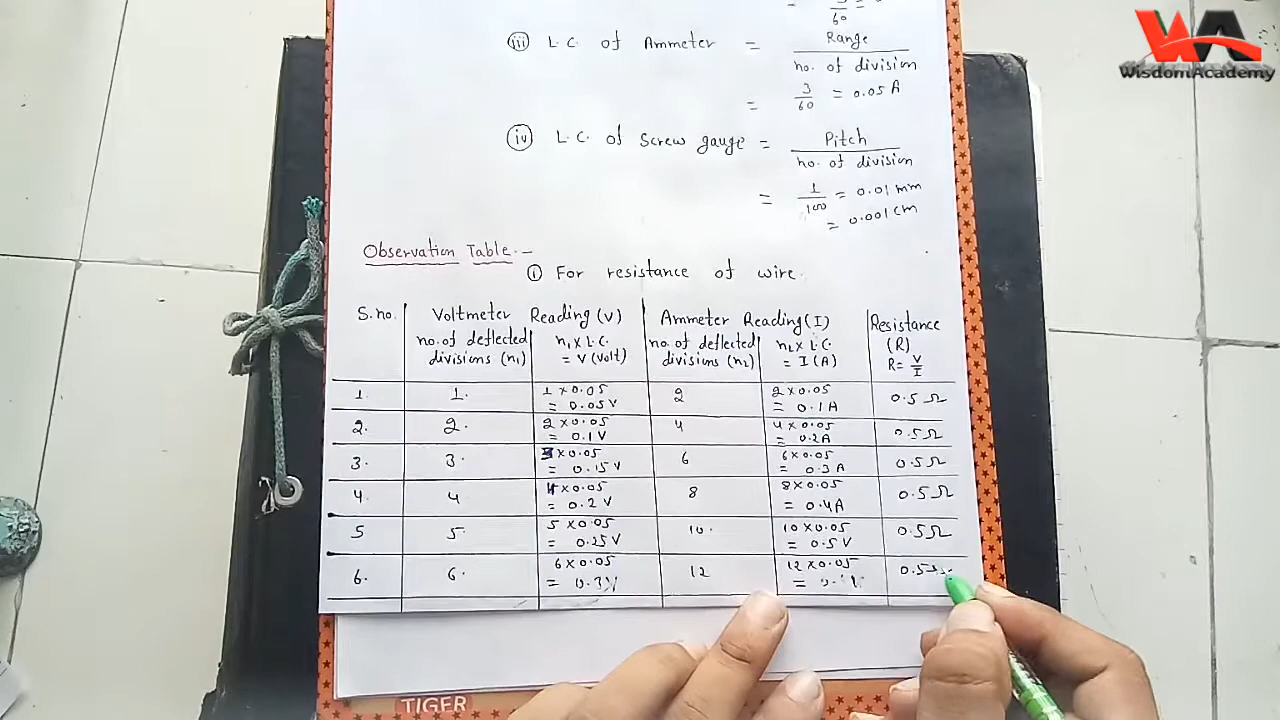 60
WA
WisdomAcademy
(iii) L.C. of Ammeter = Range
no. of division
= 3/60 = 0.05 A
(iv) L.C. of Screw gauge = Pitch
no. of division
= 1/100 = 0.01 mm
= 0.001 cm
Observation Table -
(i) For resistance of wire.
S.no. Voltmeter Reading (V) Ammeter Reading (I) Resistance
no. of deflected n₁ x L.C. no. of deflected n₂ x L.C. (R)
divisions (n₁) = V (volt) divisions (n₂) = I (A) R = V/I
1. 1. 1 x 0.05 2 2 x 0.05 0.5 Ω
= 0.05 V = 0.1 A
2. 2. 2 x 0.05 4 4 x 0.05 0.5 Ω
= 0.1 V = 0.2 A
3. 3. 3 x 0.05 6 6 x 0.05 0.5 Ω
= 0.15 V = 0.3 A
4. 4 4 x 0.05 8 8 x 0.05 0.5 Ω
= 0.2 V = 0.4 A
5 5. 5 x 0.05 10. 10 x 0.05 0.5 Ω
= 0.25 V = 0.5 V
6. 6. 6 x 0.05 12 12 x 0.05 0.5
= 0.3 =
TIGER